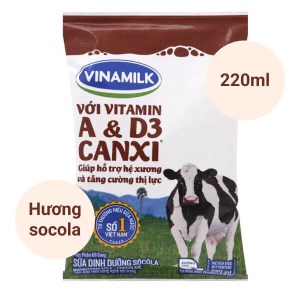 VINAMILK
220ml
VỚI VITAMIN
A & D3
CANXI*
Giúp hỗ trợ hệ xương
và tăng cường thị lực
Hương
socola
SỐ 1
VIỆT NAM
SỮA DINH DƯỠNG SOCOLA